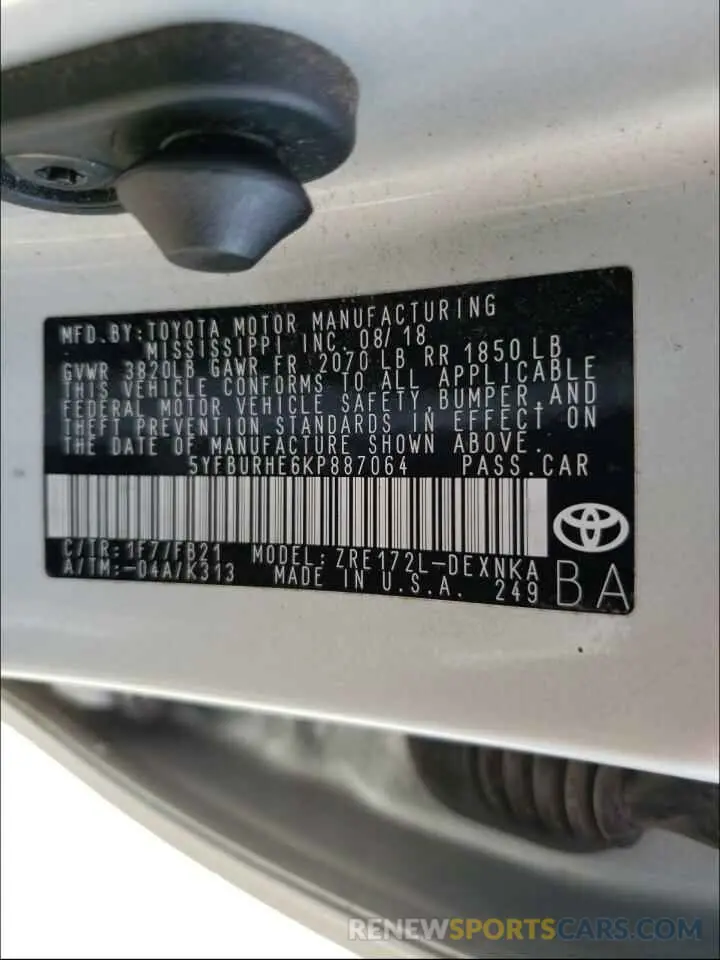 MFD.BY:TOYOTA MOTOR MANUFACTURING
MISSISSIPPI INC. 08/18
GVWR 3820LB GAWR FR 2070 LB RR 1850 LB
THIS VEHICLE CONFORMS TO ALL APPLICABLE
FEDERAL MOTOR VEHICLE SAFETY,BUMPER,AND
THEFT PREVENTION STANDARDS IN EFFECT ON
THE DATE OF MANUFACTURE SHOWN ABOVE.
5YFBURHE6KP887064 PASS.CAR
C/TR:1F7/FB21 MODEL:ZRE172L-DEXNKA
A/TM:-04A/K313 MADE IN U.S.A. 249 BA
RENEWSPORTSCARS.COM